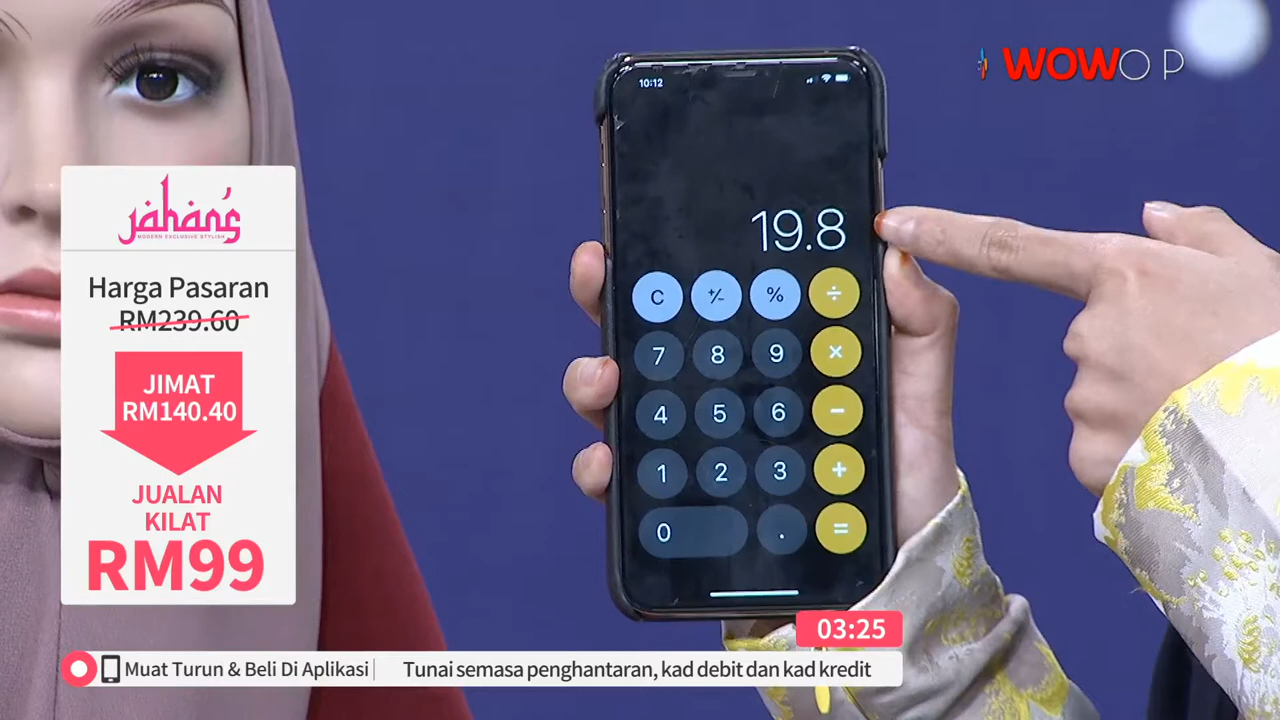 WOWOP
jahan's
MODERN EXCLUSIVE STYLISH
Harga Pasaran
RM239.60
JIMAT
RM140.40
JUALAN
KILAT
RM99
10:12
19.8
C +/- % ÷
7 8 9 ×
4 5 6 −
1 2 3 +
0 . =
03:25
Muat Turun & Beli Di Aplikasi | Tunai semasa penghantaran, kad debit dan kad kredit